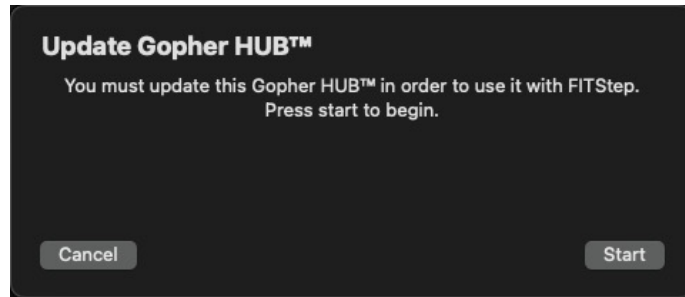 Update Gopher HUB™
You must update this Gopher HUB™ in order to use it with FITStep.
Press start to begin.
Cancel
Start